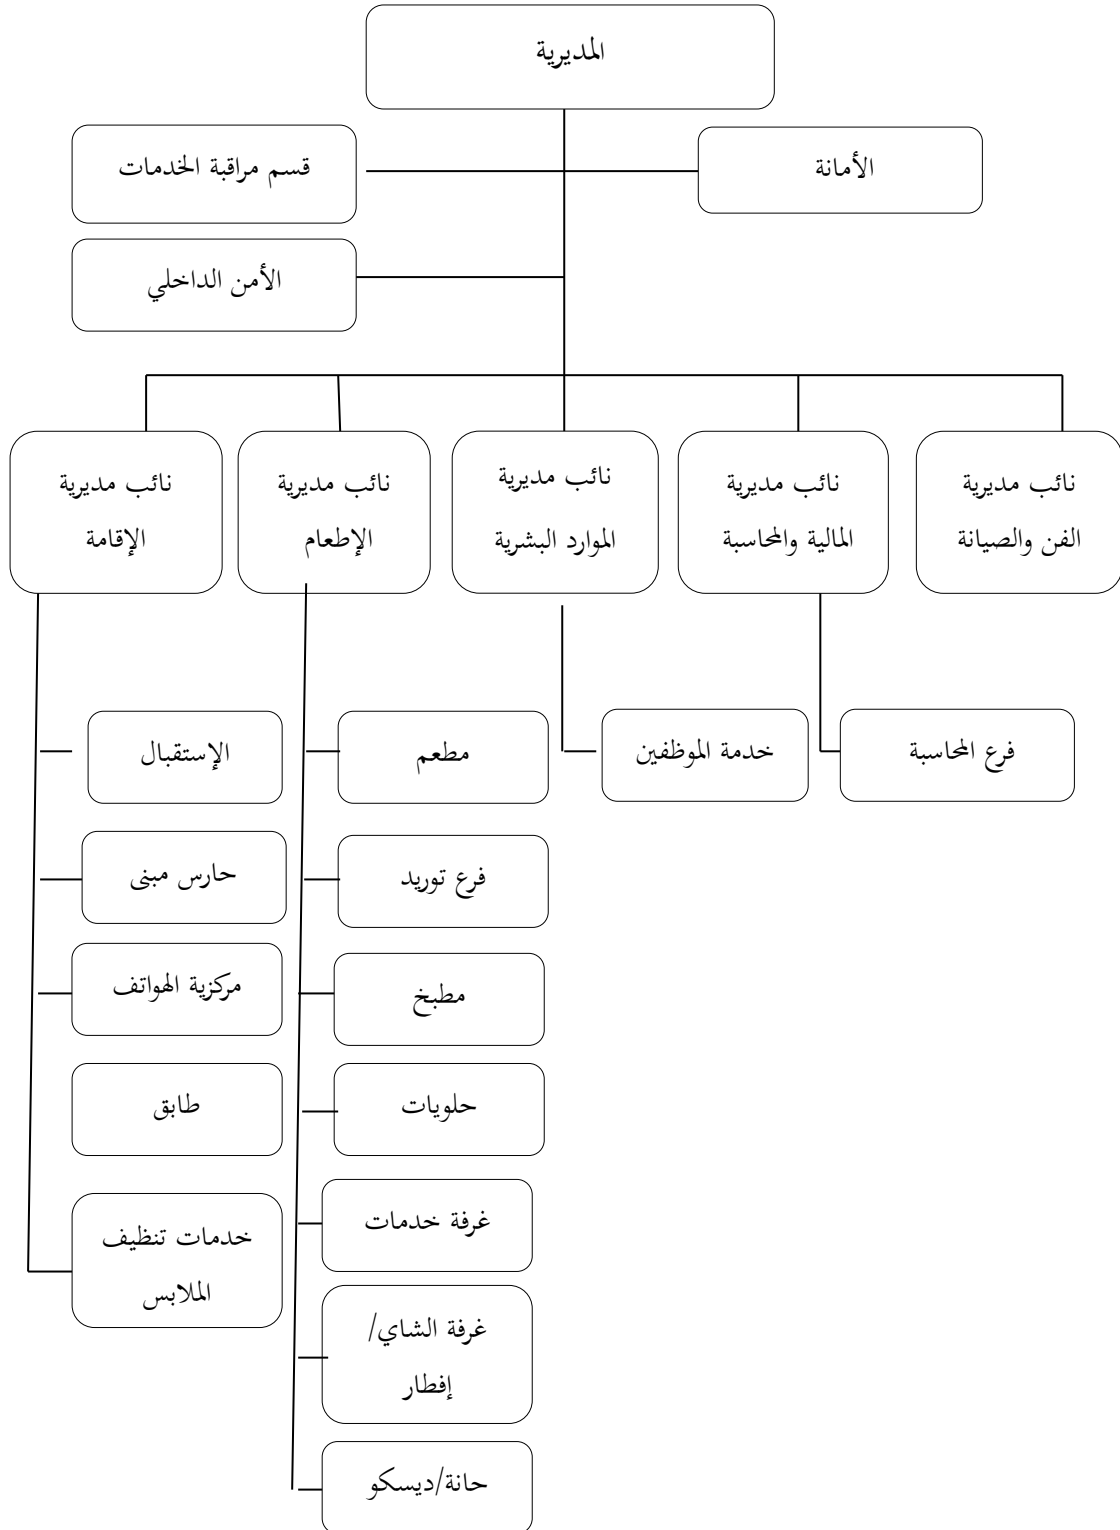 المديرية
الأمانة
قسم مراقبة الخدمات
الأمن الداخلي
نائب مديرية
الفن والصيانة
نائب مديرية
المالية والمحاسبة
نائب مديرية
الموارد البشرية
نائب مديرية
الإطعام
نائب مديرية
الإقامة
فرع المحاسبة
خدمة الموظفين
مطعم
فرع توريد
مطبخ
حلويات
غرفة خدمات
غرفة الشاي/
إفطار
حانة/ديسكو
الإستقبال
حارس مبنى
مركزية الهواتف
طابق
خدمات تنظيف
الملابس